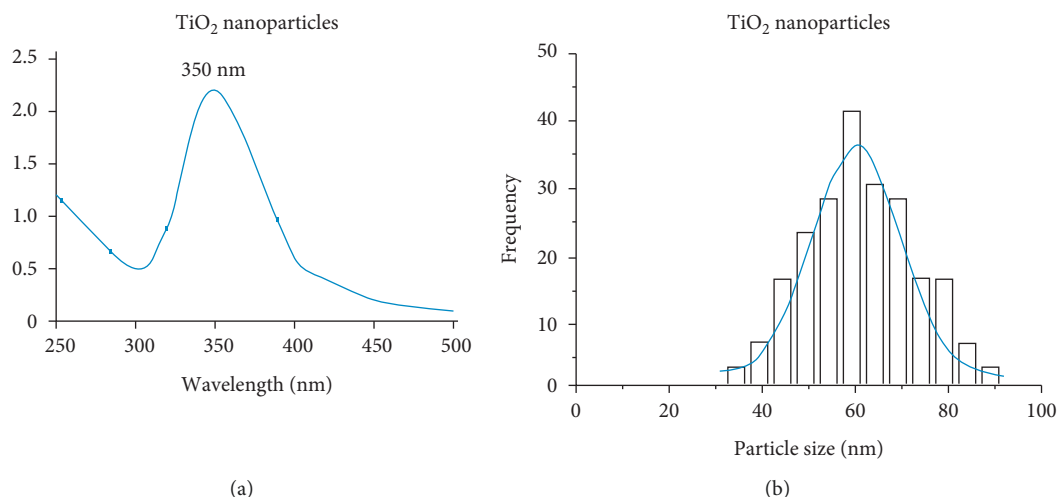 TiO₂ nanoparticles
2.5
2.0
1.5
1.0
0.5
0
350 nm
250 300 350 400 450 500
Wavelength (nm)
(a)
TiO₂ nanoparticles
50
40
30
20
10
0
Frequency
0 20 40 60 80 100
Particle size (nm)
(b)